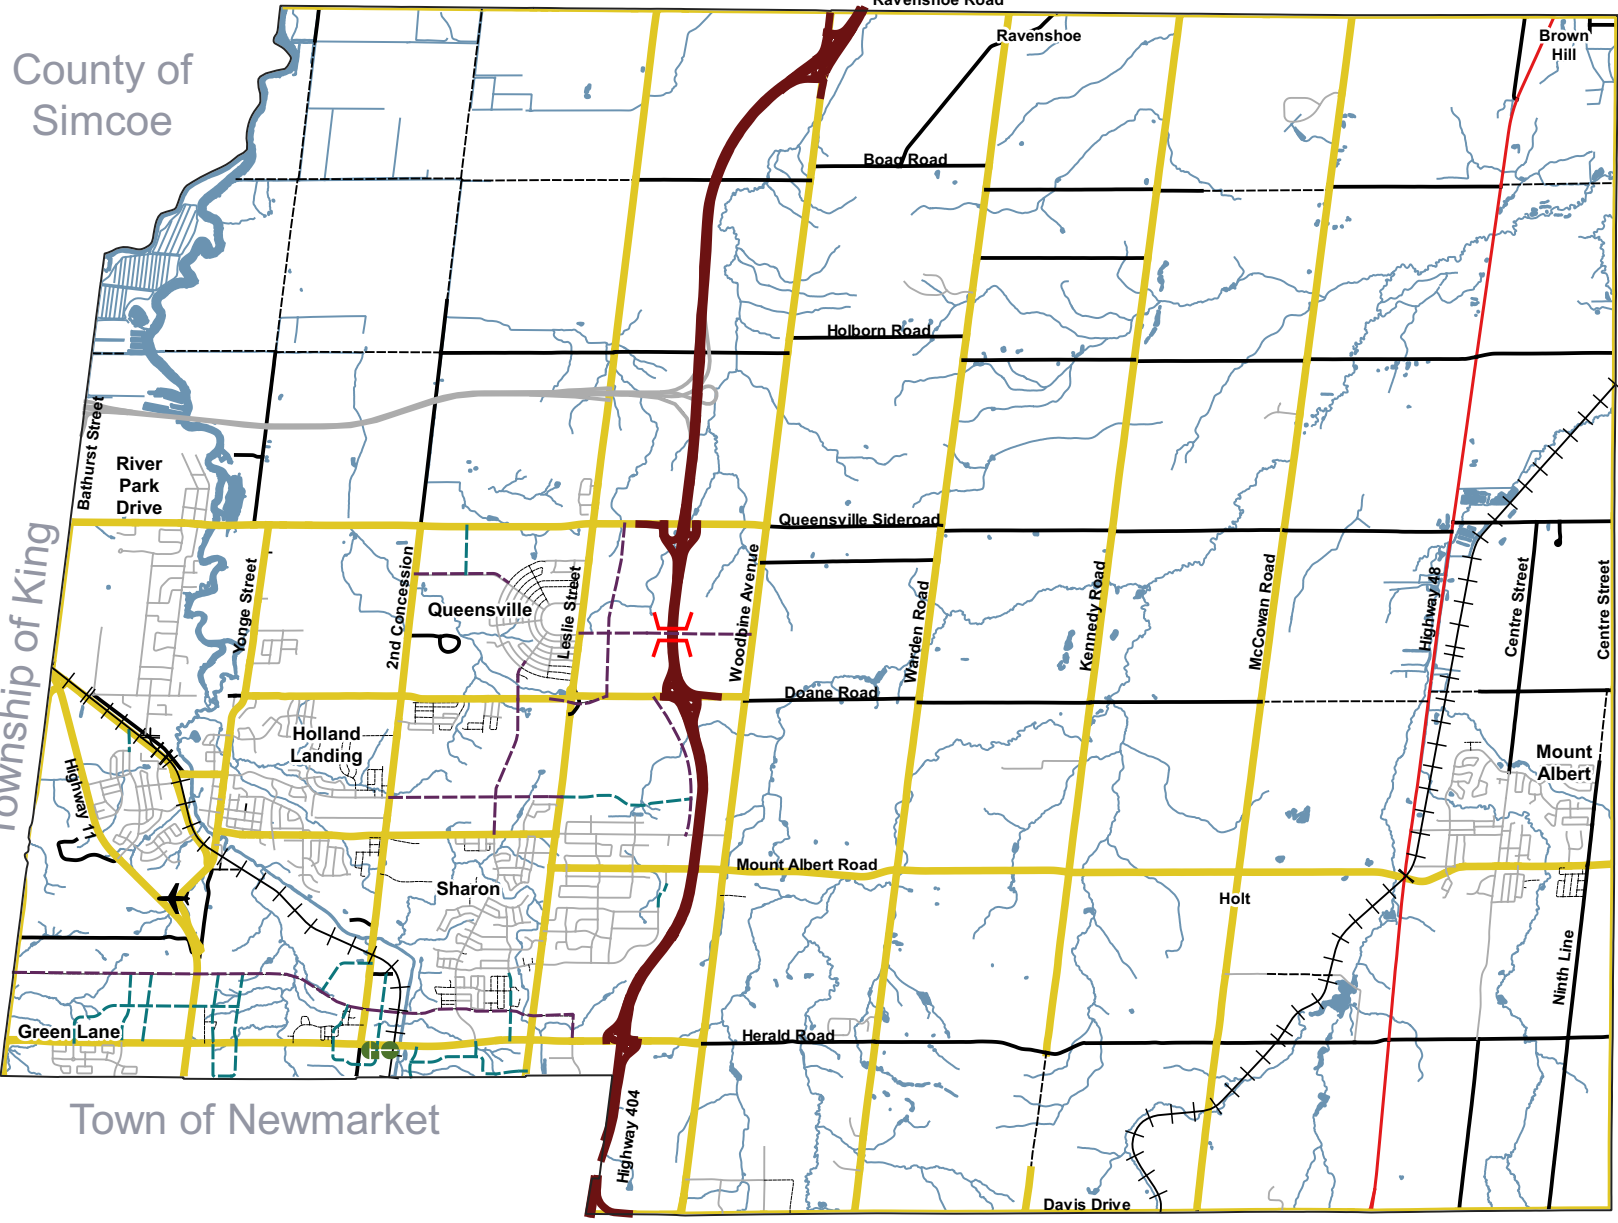 Ravenshoe Road
County of
Simcoe
Ravenshoe
Brown
Hill
Boag Road
Holborn Road
Bathurst Street
River
Park
Drive
Queensville Sideroad
Township of King
Yonge Street
2nd Concession
Queensville
Leslie Street
Woodbine Avenue
Warden Road
Kennedy Road
McCowan Road
Highway 48
Centre Street
Centre Street
Doane Road
Holland
Landing
Highway 11
Mount
Albert
Mount Albert Road
Sharon
Holt
Ninth Line
Green Lane
Herald Road
Town of Newmarket
Highway 404
Davis Drive